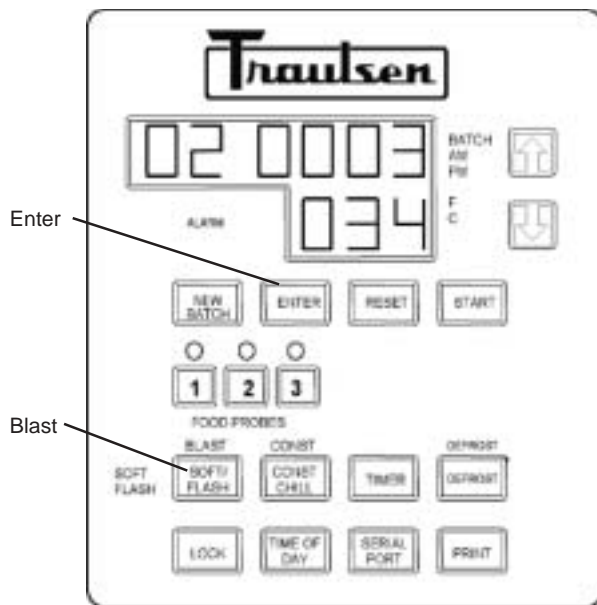 Traulsen
02 0003
BATCH
AM
PM
034
F
C
ALARM
Enter
NEW BATCH
ENTER
RESET
START
1
2
3
FOOD PROBES
Blast
BLAST
CONST
DEFROST
SOFT FLASH
SOFT/ FLASH
CONST CHILL
TIMER
DEFROST
LOCK
TIME OF DAY
SERIAL PORT
PRINT